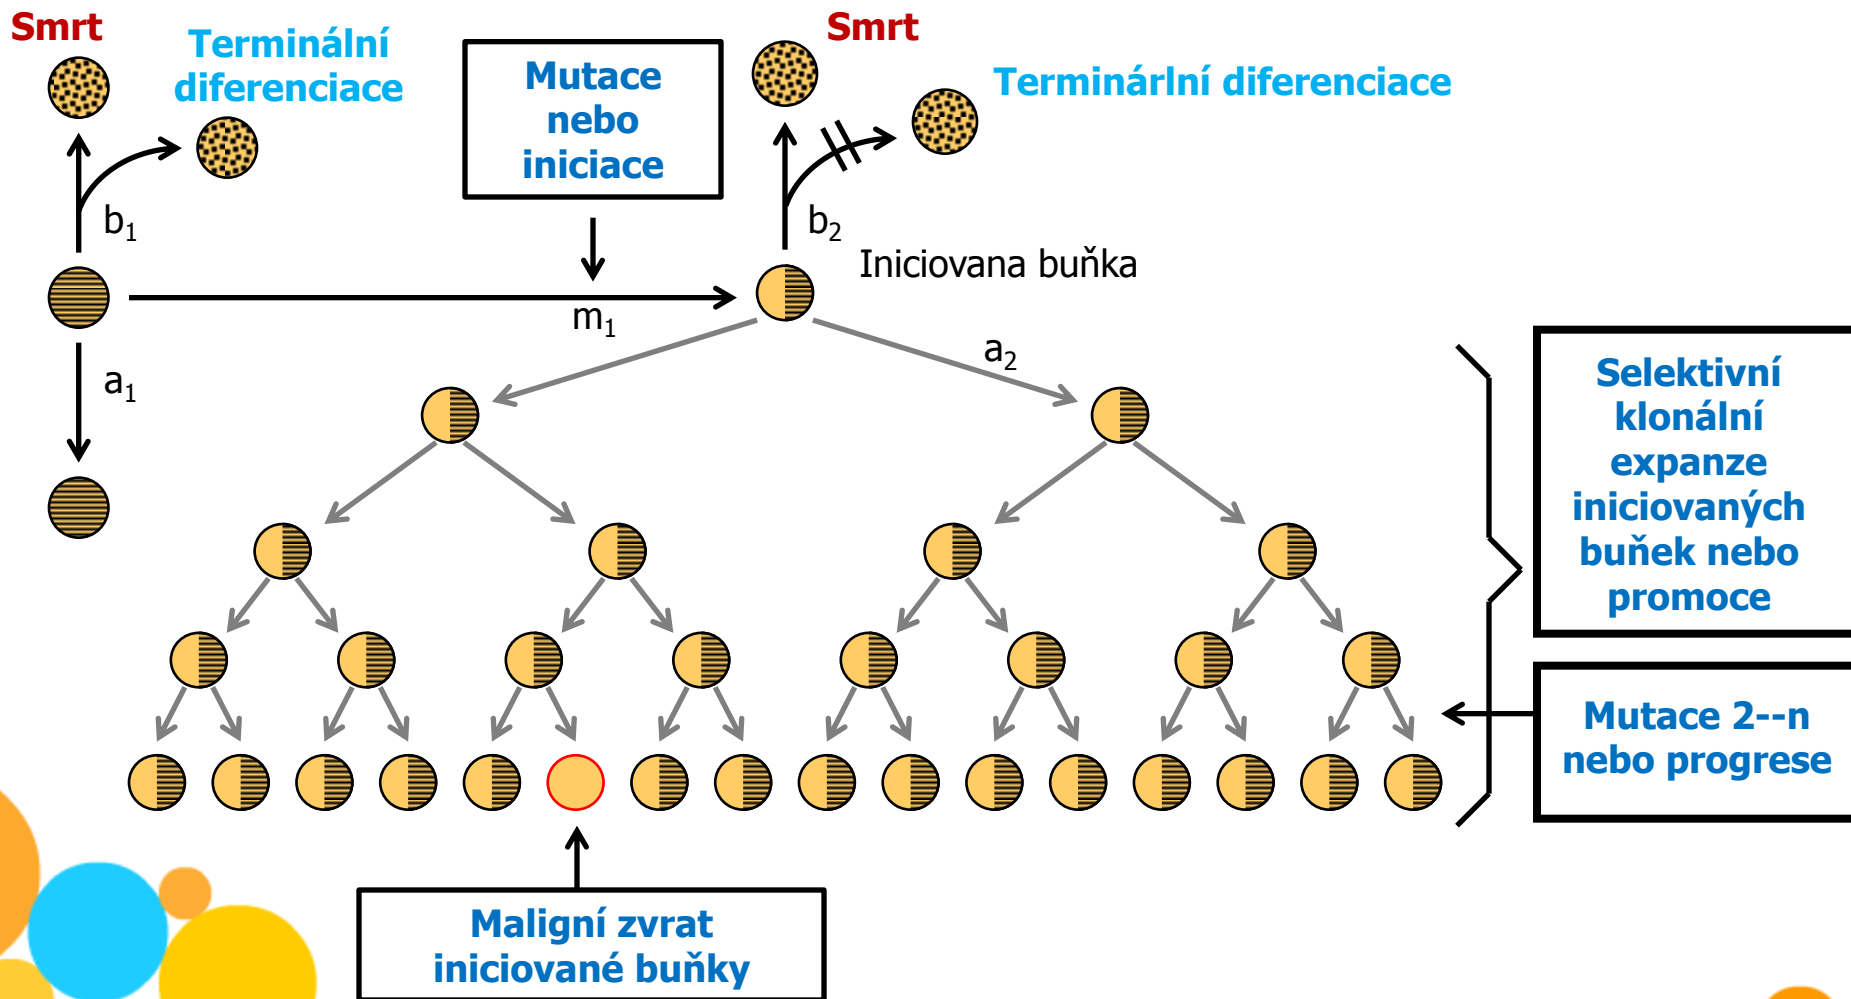 Smrt
Terminální
diferenciace
Mutace
nebo
iniciace
Smrt
Terminárlní diferenciace
b₁
b₂
Iniciovana buňka
m₁
a₁
a₂
Selektivní
klonální
expanze
iniciovaných
buňek nebo
promoce
Mutace 2--n
nebo progrese
Maligní zvrat
iniciované buňky